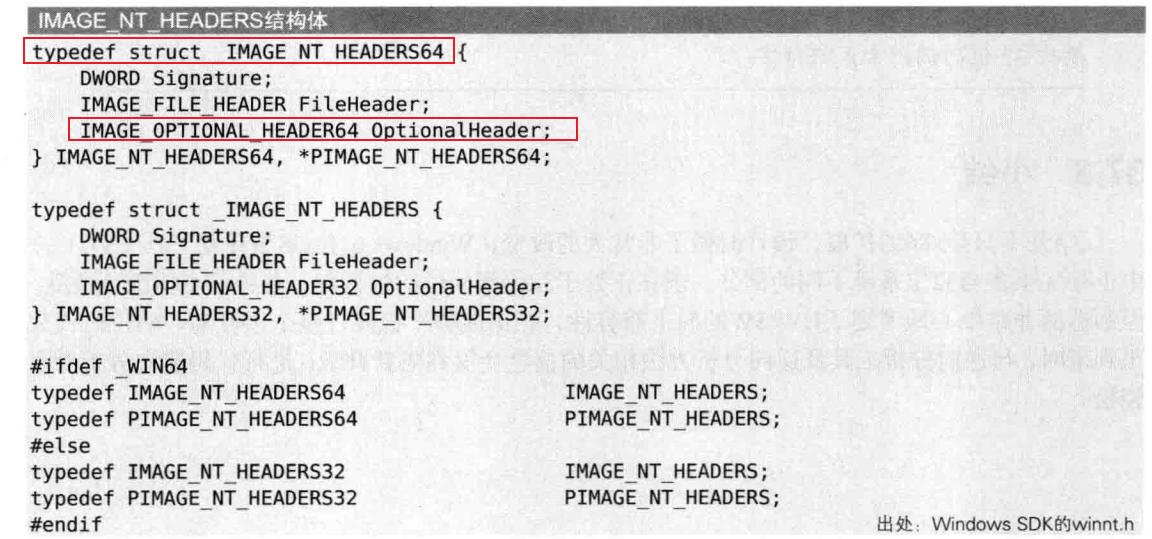 IMAGE_NT_HEADERS结构体
typedef struct _IMAGE_NT_HEADERS64 {
DWORD Signature;
IMAGE_FILE_HEADER FileHeader;
IMAGE_OPTIONAL_HEADER64 OptionalHeader;
} IMAGE_NT_HEADERS64, *PIMAGE_NT_HEADERS64;
typedef struct _IMAGE_NT_HEADERS {
DWORD Signature;
IMAGE_FILE_HEADER FileHeader;
IMAGE_OPTIONAL_HEADER32 OptionalHeader;
} IMAGE_NT_HEADERS32, *PIMAGE_NT_HEADERS32;
#ifdef _WIN64
typedef IMAGE_NT_HEADERS64 IMAGE_NT_HEADERS;
typedef PIMAGE_NT_HEADERS64 PIMAGE_NT_HEADERS;
#else
typedef IMAGE_NT_HEADERS32 IMAGE_NT_HEADERS;
typedef PIMAGE_NT_HEADERS32 PIMAGE_NT_HEADERS;
#endif
出处：Windows SDK的winnt.h